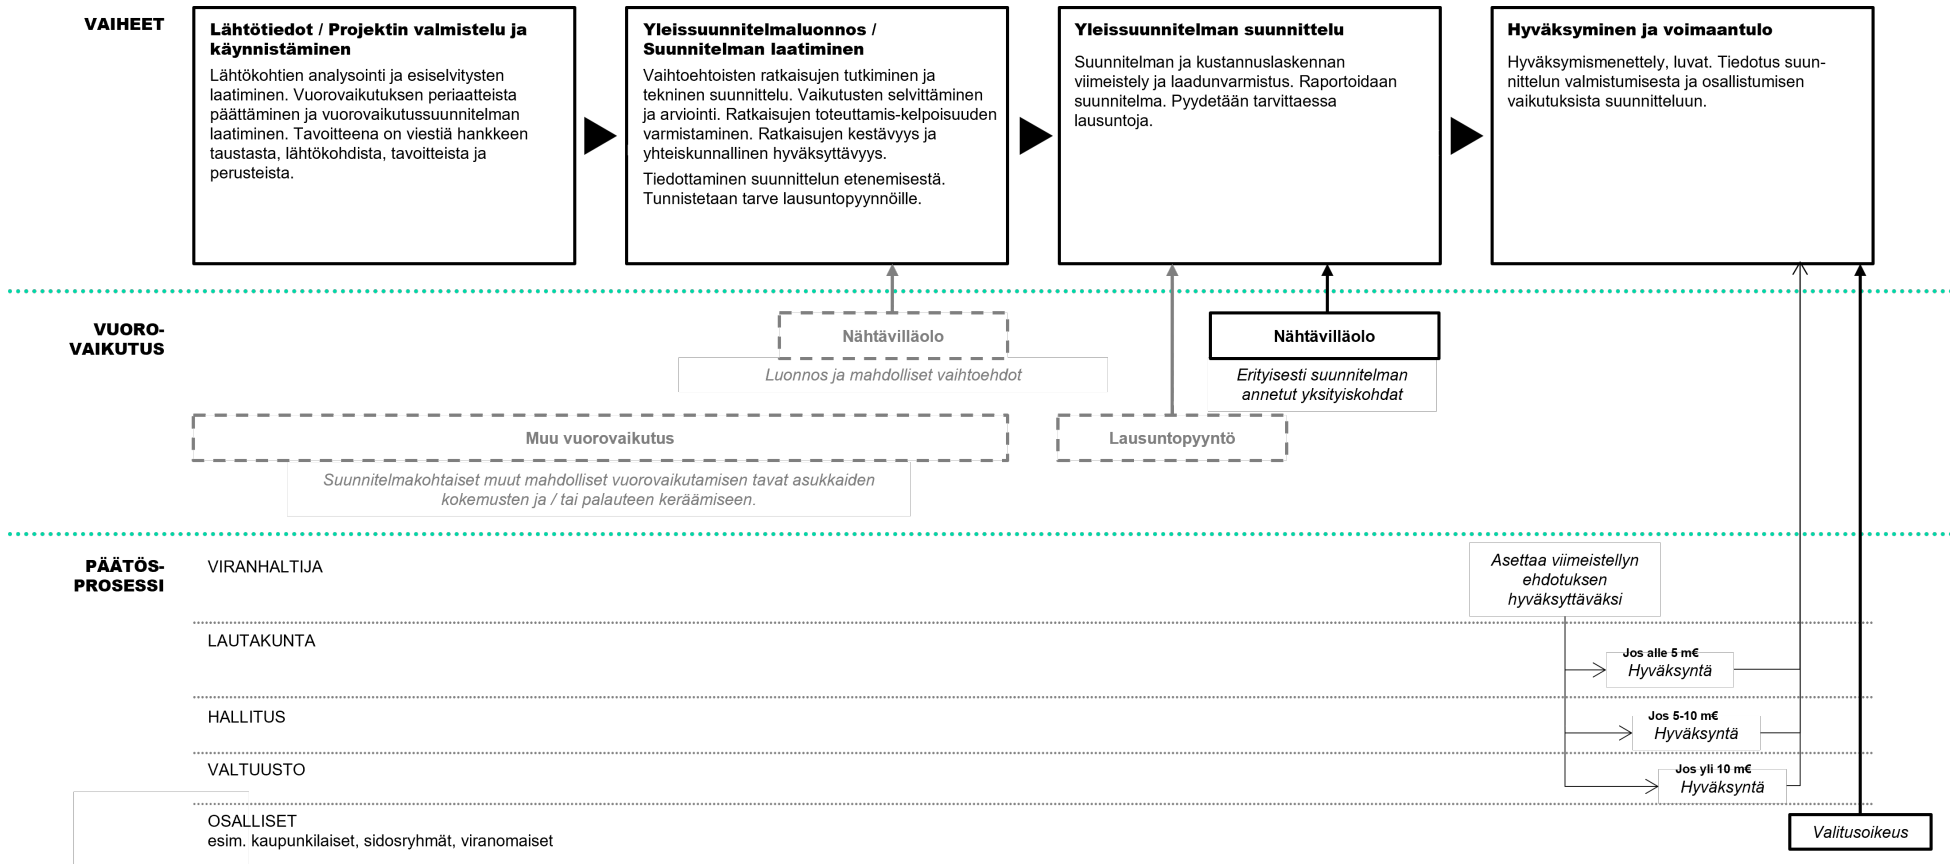 VAIHEET
Lähtötiedot / Projektin valmistelu ja
käynnistäminen
Lähtökohtien analysointi ja esiselvitysten
laatiminen. Vuorovaikutuksen periaatteista
päättäminen ja vuorovaikutussuunnitelman
laatiminen. Tavoitteena on viestiä hankkeen
taustasta, lähtökohdista, tavoitteista ja
perusteista.
Yleissuunnitelmaluonnos /
Suunnitelman laatiminen
Vaihtoehtoisten ratkaisujen tutkiminen ja
tekninen suunnittelu. Vaikutusten selvittäminen
ja arviointi. Ratkaisujen toteuttamis-kelpoisuuden
varmistaminen. Ratkaisujen kestävyys ja
yhteiskunnallinen hyväksyttävyys.
Tiedottaminen suunnittelun etenemisestä.
Tunnistetaan tarve lausuntopyynnöille.
Yleissuunnitelman suunnittelu
Suunnitelman ja kustannuslaskennan
viimeistely ja laadunvarmistus. Raportoidaan
suunnitelma. Pyydetään tarvittaessa
lausuntoja.
Hyväksyminen ja voimaantulo
Hyväksymismenettely, luvat. Tiedotus suun-
nittelun valmistumisesta ja osallistumisen
vaikutuksista suunnitteluun.
VUORO-
VAIKUTUS
Nähtävilläolo
Luonnos ja mahdolliset vaihtoehdot
Nähtävilläolo
Erityisesti suunnitelman
annetut yksityiskohdat
Muu vuorovaikutus
Suunnitelmakohtaiset muut mahdolliset vuorovaikutamisen tavat asukkaiden
kokemusten ja / tai palauteen keräämiseen.
Lausuntopyyntö
PÄÄTÖS-
PROSESSI
VIRANHALTIJA
Asettaa viimeistellyn
ehdotuksen
hyväksyttäväksi
LAUTAKUNTA
Jos alle 5 m€
Hyväksyntä
HALLITUS
Jos 5-10 m€
Hyväksyntä
VALTUUSTO
Jos yli 10 m€
Hyväksyntä
OSALLISET
esim. kaupunkilaiset, sidosryhmät, viranomaiset
Valitusoikeus